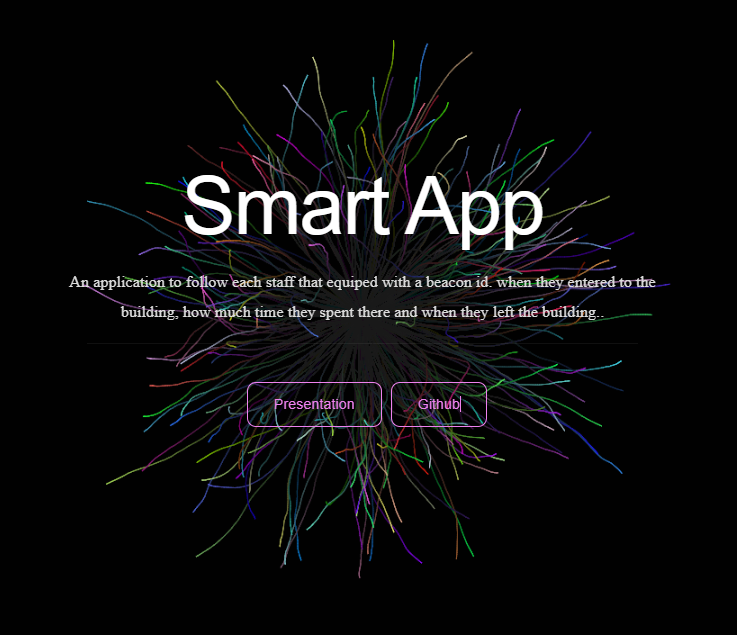 Smart App
An application to follow each staff that equiped with a beacon id. when they entered to the
building, how much time they spent there and when they left the building..
Presentation
Github